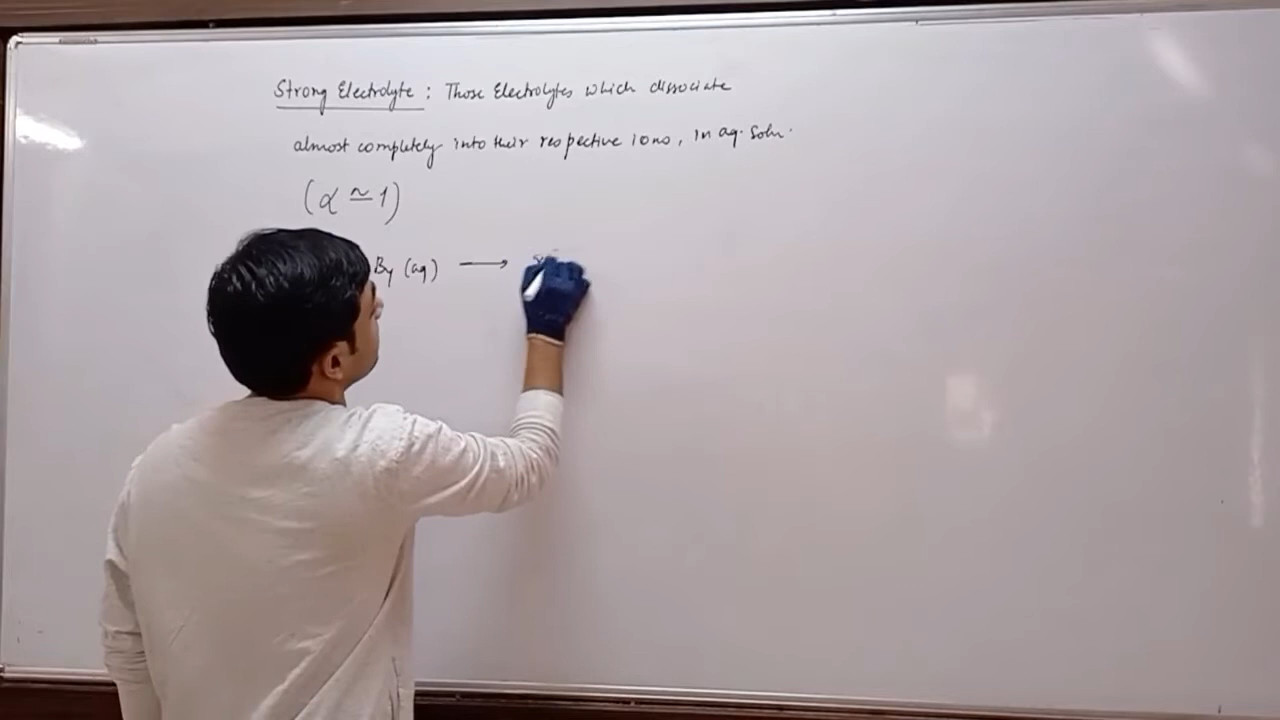 Strong Electrolyte : Those Electrolytes which dissociate
almost completely into their respective ions, in aq. soln.
(α ≃ 1)
By (aq) ⟶